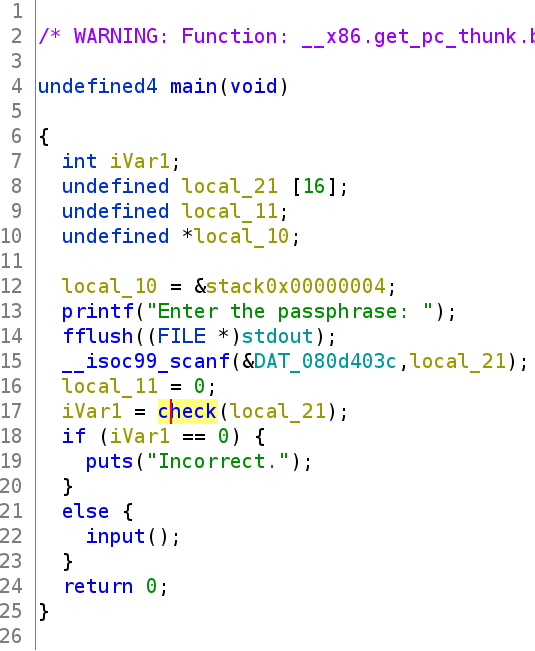 1
2 /* WARNING: Function: __x86.get_pc_thunk.b
3
4 undefined4 main(void)
5
6 {
7 int iVar1;
8 undefined local_21 [16];
9 undefined local_11;
10 undefined *local_10;
11
12 local_10 = &stack0x00000004;
13 printf("Enter the passphrase: ");
14 fflush((FILE *)stdout);
15 __isoc99_scanf(&DAT_080d403c,local_21);
16 local_11 = 0;
17 iVar1 = check(local_21);
18 if (iVar1 == 0) {
19 puts("Incorrect.");
20 }
21 else {
22 input();
23 }
24 return 0;
25 }
26